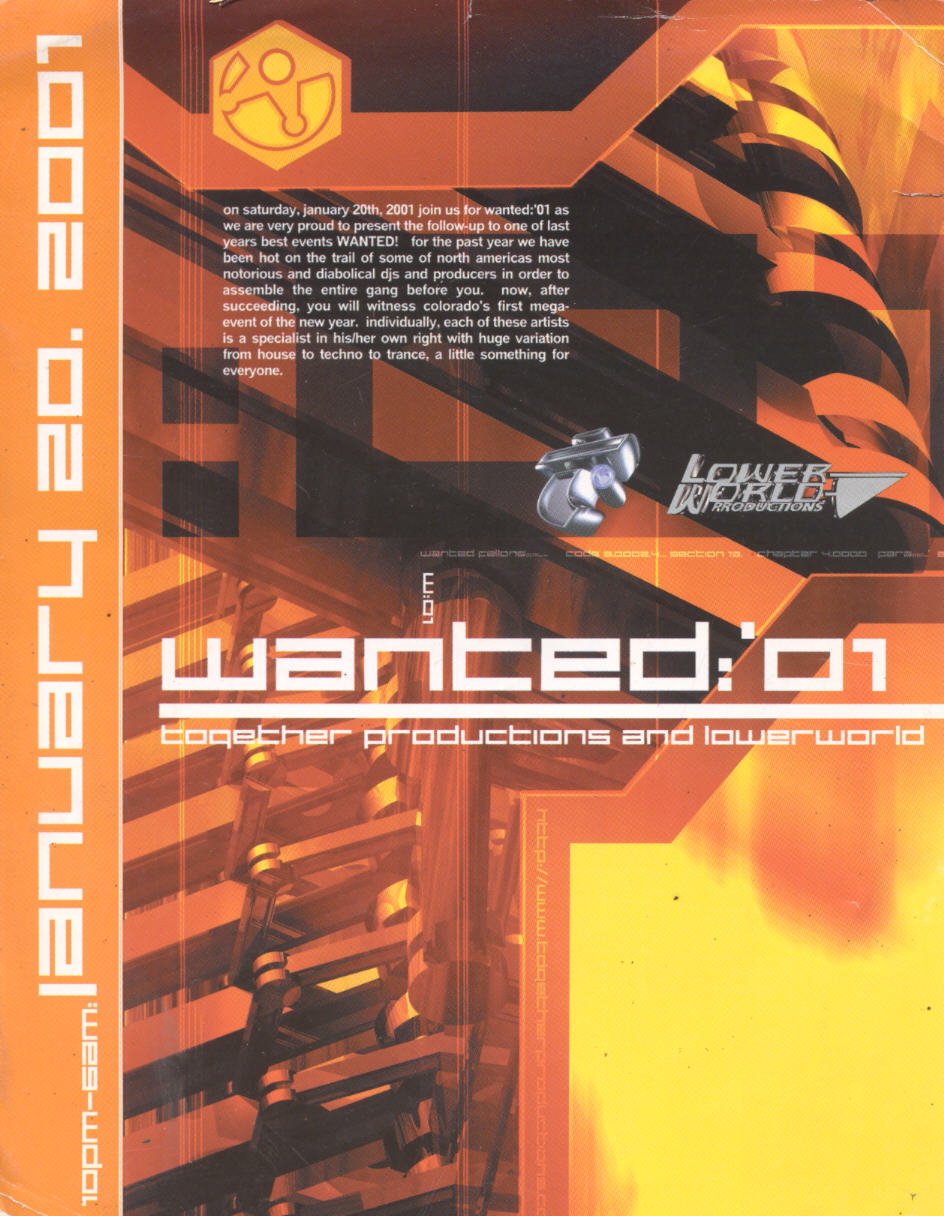 january 20. 2001
10pm-6am:
on saturday, january 20th, 2001 join us for wanted:'01 as
we are very proud to present the follow-up to one of last
years best events WANTED! for the past year we have
been hot on the trail of some of north americas most
notorious and diabolical djs and producers in order to
assemble the entire gang before you. now, after
succeeding, you will witness colorado's first mega-
event of the new year. individually, each of these artists
is a specialist in his/her own right with huge variation
from house to techno to trance, a little something for
everyone.
LOWER
WORLD
PRODUCTIONS
wanted fellons... code 3.0002.4... section 19. chapter 4.0000 para...
wanted:'01
together productions and lowerworld
http://www.togetherproductions.co